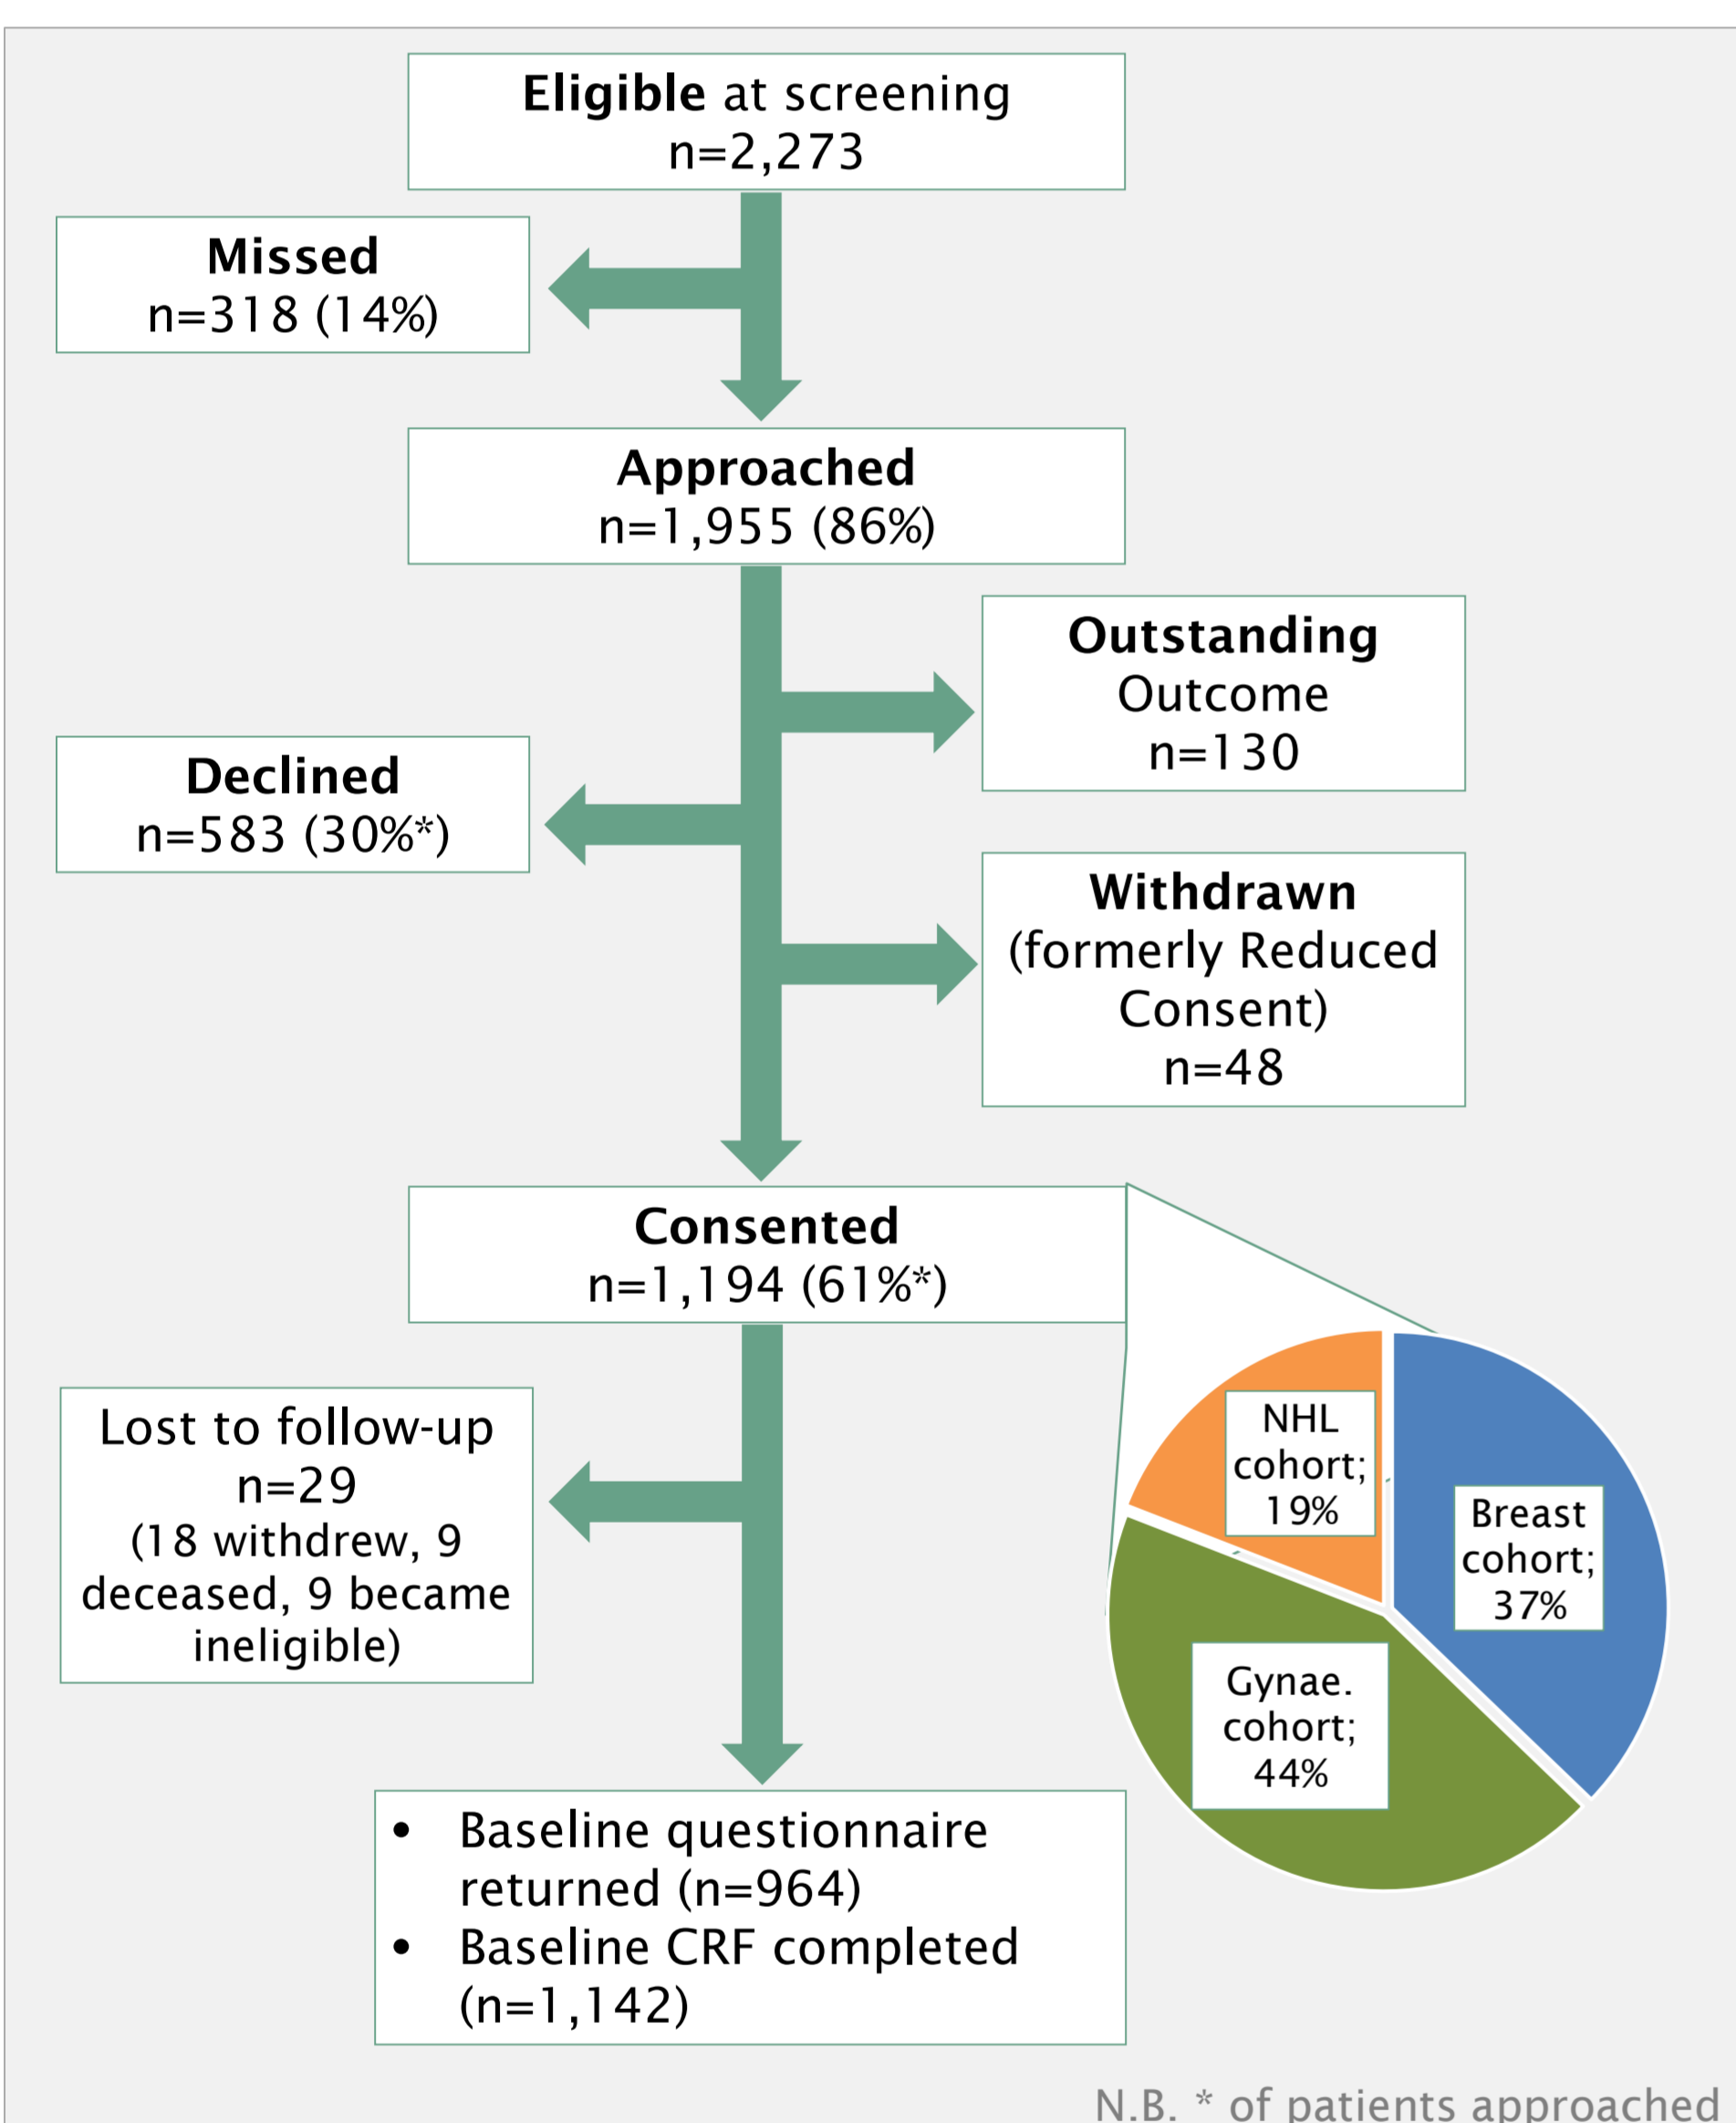 Eligible at screening
n=2,273
Missed
n=318 (14%)
Approached
n=1,955 (86%)
Outstanding
Outcome
n=130
Declined
n=583 (30%*)
Withdrawn
(formerly Reduced
Consent)
n=48
Consented
n=1,194 (61%*)
Lost to follow-up
n=29
(18 withdrew, 9
deceased, 9 became
ineligible)
NHL
cohort;
19%
Breast
cohort;
37%
Gynae.
cohort;
44%
• Baseline questionnaire
returned (n=964)
• Baseline CRF completed
(n=1,142)
N.B. * of patients approached